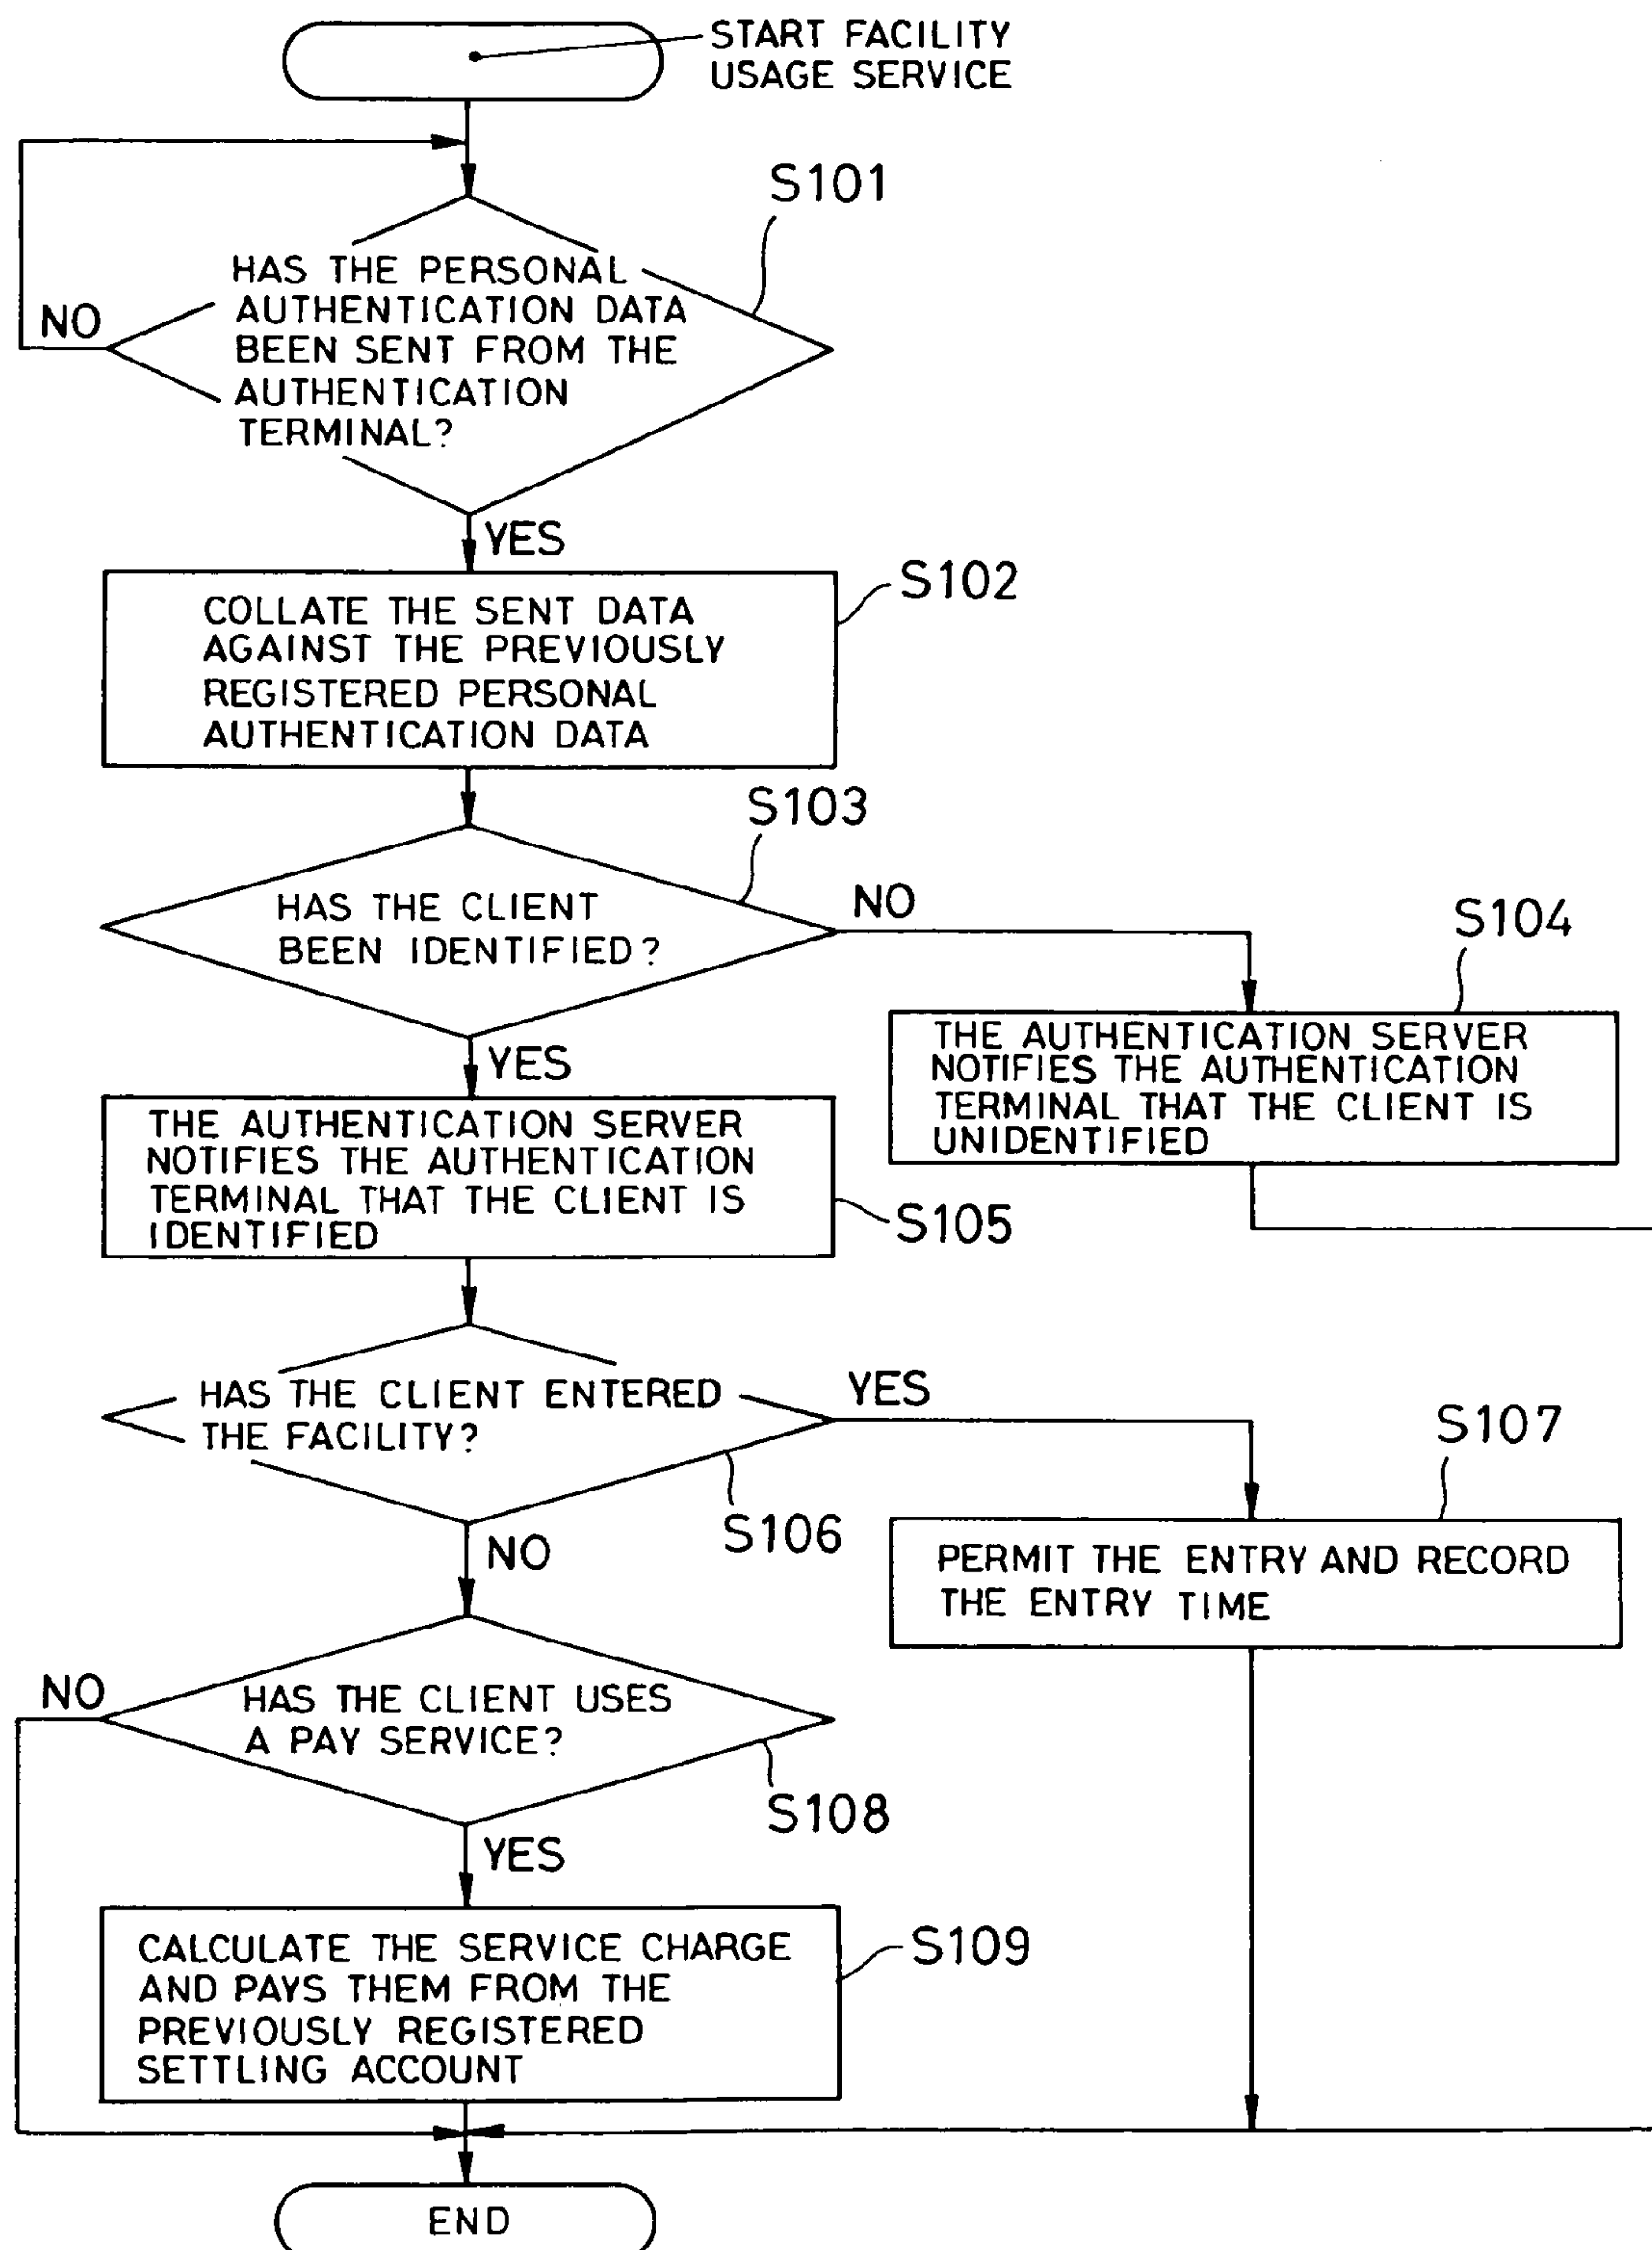 START FACILITY
USAGE SERVICE
S101
HAS THE PERSONAL
AUTHENTICATION DATA
BEEN SENT FROM THE
AUTHENTICATION
TERMINAL?
NO
YES
S102
COLLATE THE SENT DATA
AGAINST THE PREVIOUSLY
REGISTERED PERSONAL
AUTHENTICATION DATA
S103
HAS THE CLIENT
BEEN IDENTIFIED?
NO
S104
THE AUTHENTICATION SERVER
NOTIFIES THE AUTHENTICATION
TERMINAL THAT THE CLIENT IS
UNIDENTIFIED
YES
THE AUTHENTICATION SERVER
NOTIFIES THE AUTHENTICATION
TERMINAL THAT THE CLIENT IS
IDENTIFIED
S105
HAS THE CLIENT ENTERED
THE FACILITY?
YES
S106
S107
PERMIT THE ENTRY AND RECORD
THE ENTRY TIME
NO
NO
HAS THE CLIENT USES
A PAY SERVICE?
S108
YES
S109
CALCULATE THE SERVICE CHARGE
AND PAYS THEM FROM THE
PREVIOUSLY REGISTERED
SETTLING ACCOUNT
END